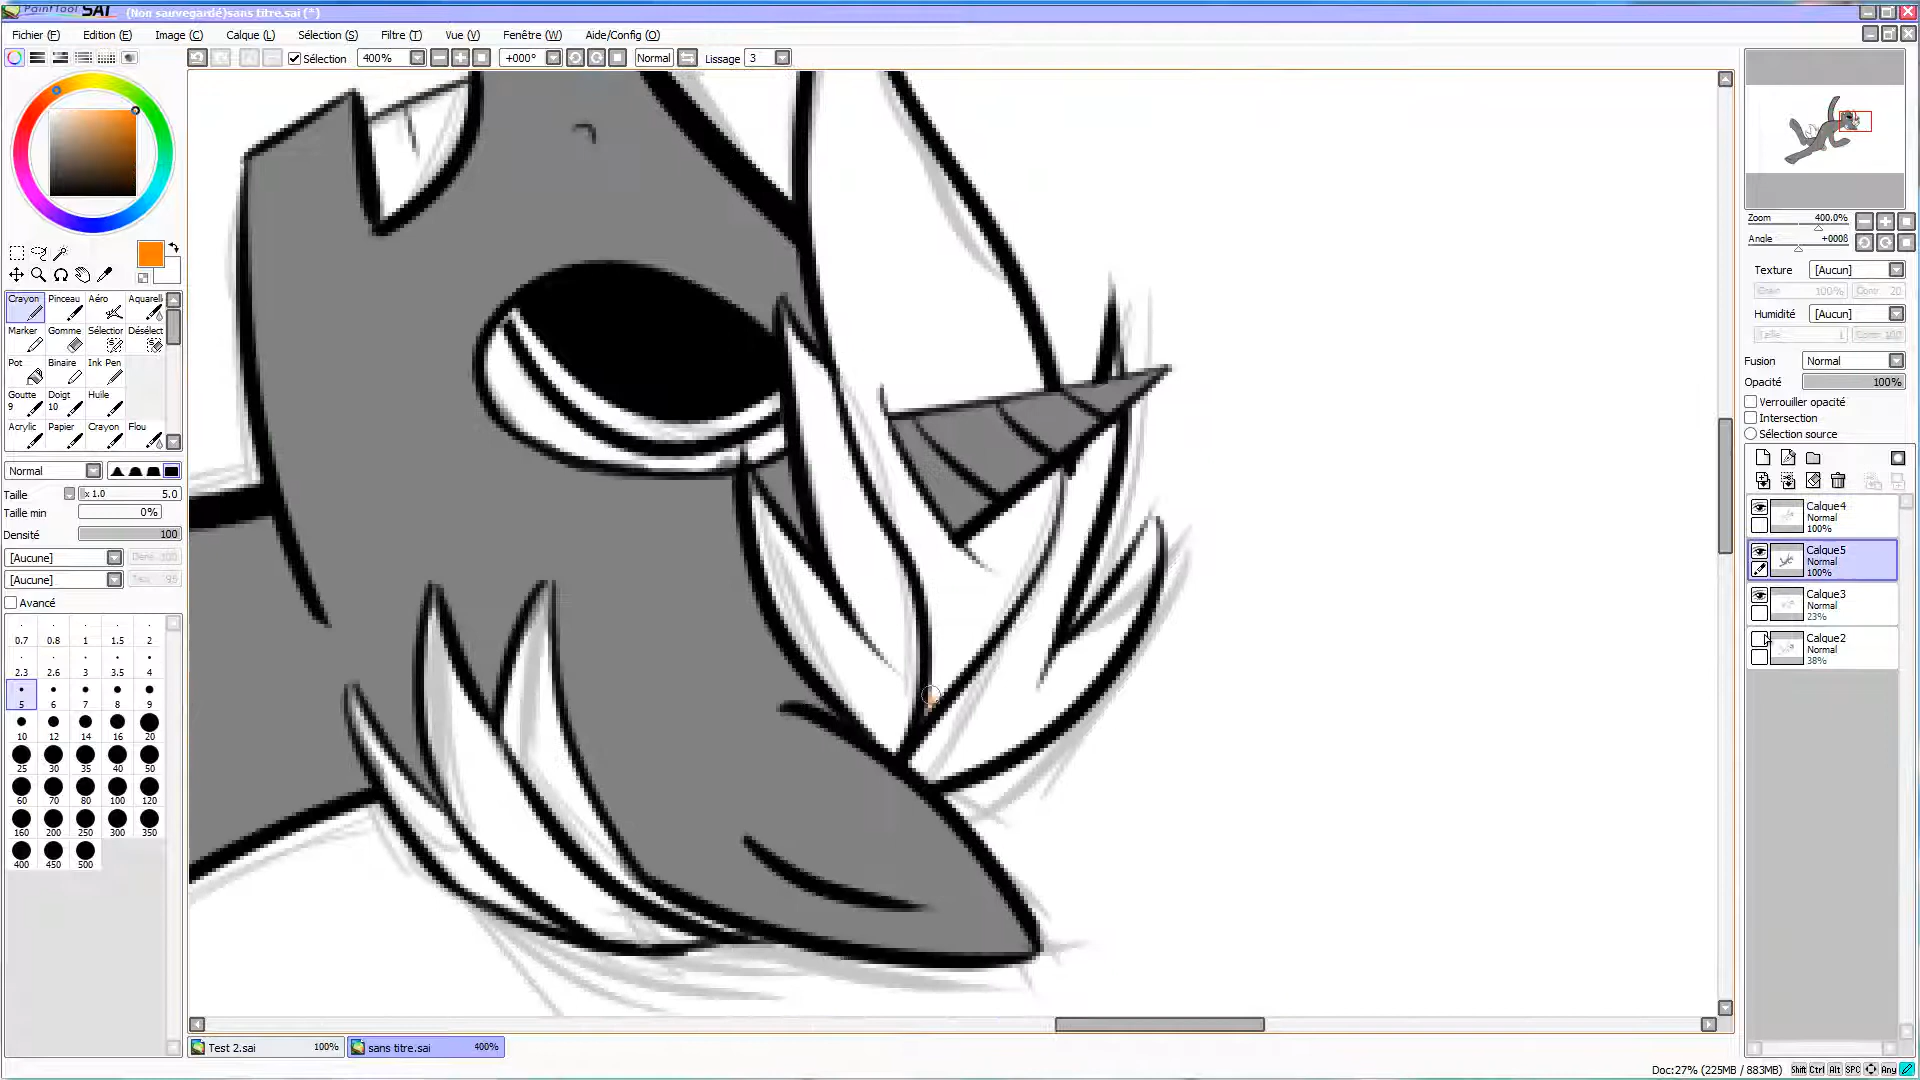 PaintTool SAI (Non sauvegardé)sans titre.sai (*)
Fichier (F) Edition (E) Image (C) Calque (L) Sélection (S) Filtre (T) Vue (V) Fenêtre (W) Aide/Config (O)
Sélection 400% +000° Normal Lissage 3
Zoom 400.0%
Angle +000ß
Texture [Aucun]
100% 20
Humidité [Aucun]
Fusion Normal
Opacité 100%
Verrouiller opacité
Intersection
Sélection source
Crayon Pinceau Aéro Aquarell
Marker Gomme Sélection Désélect
Pot Binaire Ink Pen
Goutte Doigt Huile
9 10
Acrylic Papier Crayon Flou
Normal
Taille x 1.0 5.0
Taille min 0%
Densité 100
[Aucune]
[Aucune] 95
Avancé
0.7 0.8 1 1.5 2
2.3 2.6 3 3.5 4
5 6 7 8 9
10 12 14 16 20
25 30 35 40 50
60 70 80 100 120
160 200 250 300 350
400 450 500
Calque4
Normal
100%
Calque5
Normal
100%
Calque3
Normal
23%
Calque2
Normal
38%
Test 2.sai 100% sans titre.sai 400%
Doc:27% (225MB / 883MB) Shift Ctrl Alt SPC Any